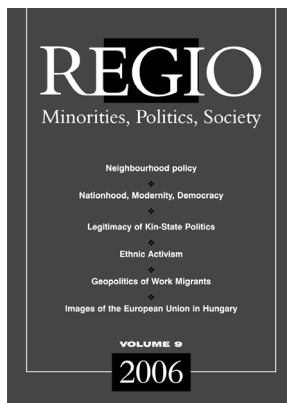 REGIO
Minorities, Politics, Society
Neighbourhood policy
Nationhood, Modernity, Democracy
Legitimacy of Kin-State Politics
Ethnic Activism
Geopolitics of Work Migrants
Images of the European Union in Hungary
VOLUME 9
2006